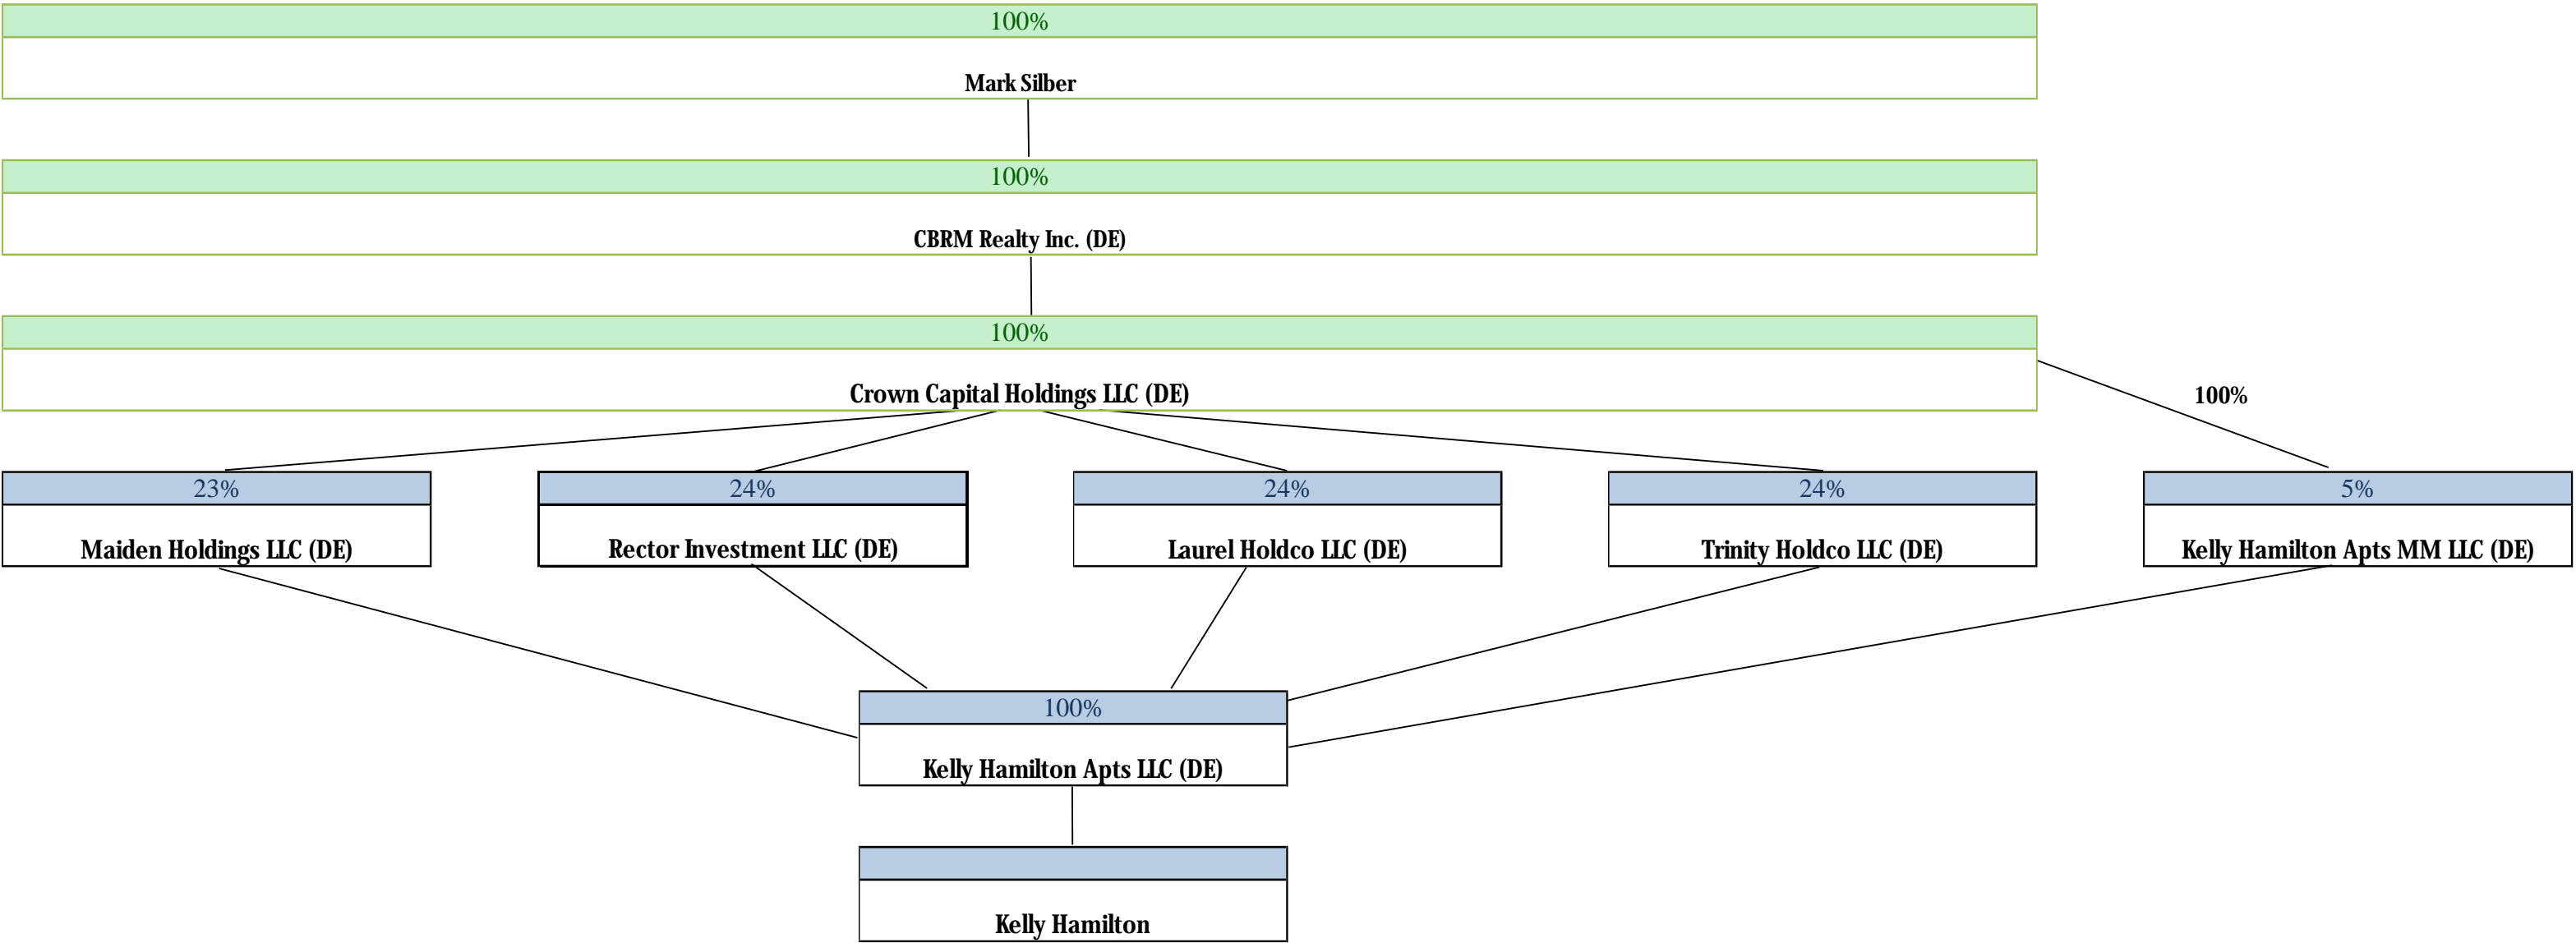 100%
Mark Silber
100%
CBRM Realty Inc. (DE)
100%
Crown Capital Holdings LLC (DE)
100%
23%
24%
24%
24%
5%
Maiden Holdings LLC (DE)
Rector Investment LLC (DE)
Laurel Holdco LLC (DE)
Trinity Holdco LLC (DE)
Kelly Hamilton Apts MM LLC (DE)
100%
Kelly Hamilton Apts LLC (DE)
Kelly Hamilton